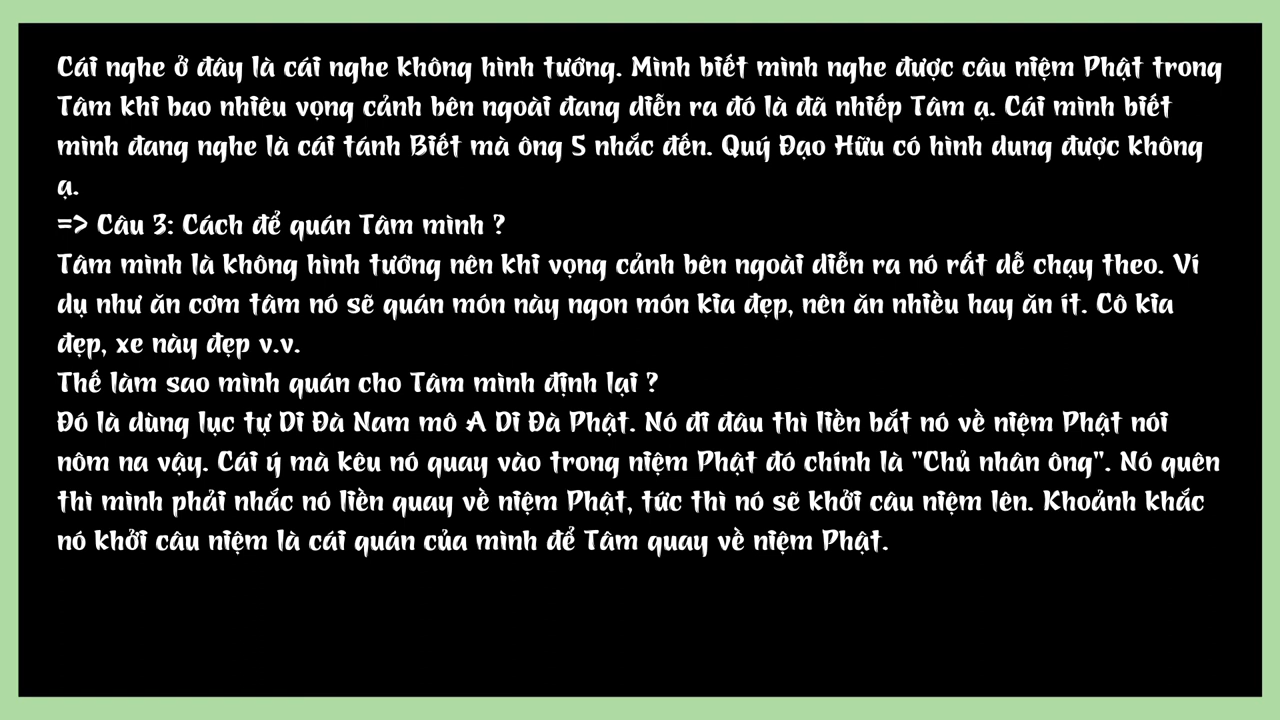 Cái nghe ở đây là cái nghe không hình tướng. Mình biết mình nghe được câu niệm Phật trong
Tâm khi bao nhiêu vọng cảnh bên ngoài đang diễn ra đó là đã nhiếp Tâm ạ. Cái mình biết
mình đang nghe là cái tánh Biết mà ông 5 nhắc đến. Quý Đạo Hữu có hình dung được không
ạ.
=> Câu 3: Cách để quán Tâm mình ?
Tâm mình là không hình tướng nên khi vọng cảnh bên ngoài diễn ra nó rất dễ chạy theo. Ví
dụ như ăn cơm tâm nó sẽ quán món này ngon món kia đẹp, nên ăn nhiều hay ăn ít. Cô kia
đẹp, xe này đẹp v.v.
Thế làm sao mình quán cho Tâm mình định lại ?
Đó là dùng lục tự Di Đà Nam mô A Di Đà Phật. Nó đi đâu thì liền bắt nó về niệm Phật nói
nôm na vậy. Cái ý mà kêu nó quay vào trong niệm Phật đó chính là "Chủ nhân ông". Nó quên
thì mình phải nhắc nó liền quay về niệm Phật, tức thì nó sẽ khởi câu niệm lên. Khoảnh khắc
nó khởi câu niệm là cái quán của mình để Tâm quay về niệm Phật.